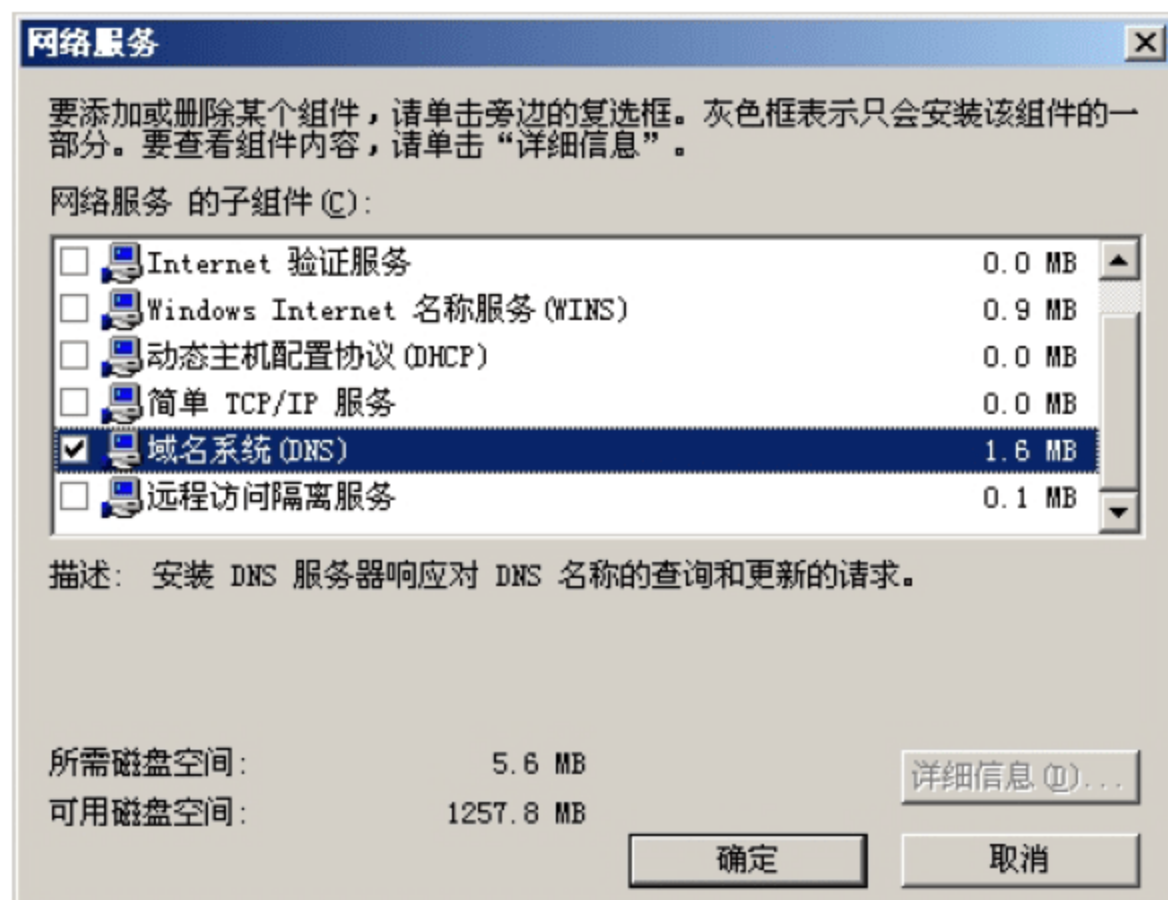 网络服务
要添加或删除某个组件，请单击旁边的复选框。灰色框表示只会安装该组件的一
部分。要查看组件内容，请单击“详细信息”。
网络服务 的子组件(C):
Internet 验证服务 0.0 MB
Windows Internet 名称服务(WINS) 0.9 MB
动态主机配置协议(DHCP) 0.0 MB
简单 TCP/IP 服务 0.0 MB
域名系统(DNS) 1.6 MB
远程访问隔离服务 0.1 MB
描述: 安装 DNS 服务器响应对 DNS 名称的查询和更新的请求。
所需磁盘空间: 5.6 MB
详细信息(D)...
可用磁盘空间: 1257.8 MB
确定 取消